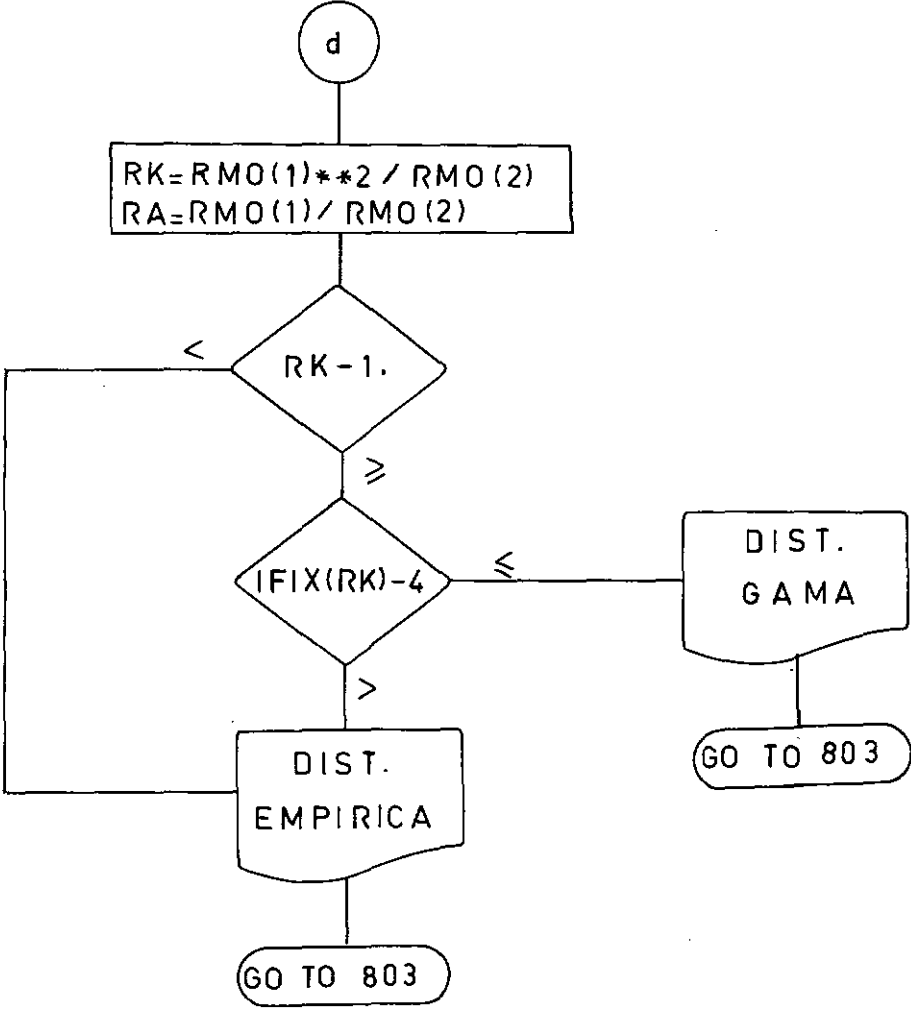 d
RK=RMO(1)**2/RMO(2)
RA=RMO(1)/RMO(2)
<
RK-1.
≥
IFIX(RK)-4
≤
DIST.
GAMA
>
GO TO 803
DIST.
EMPIRICA
GO TO 803